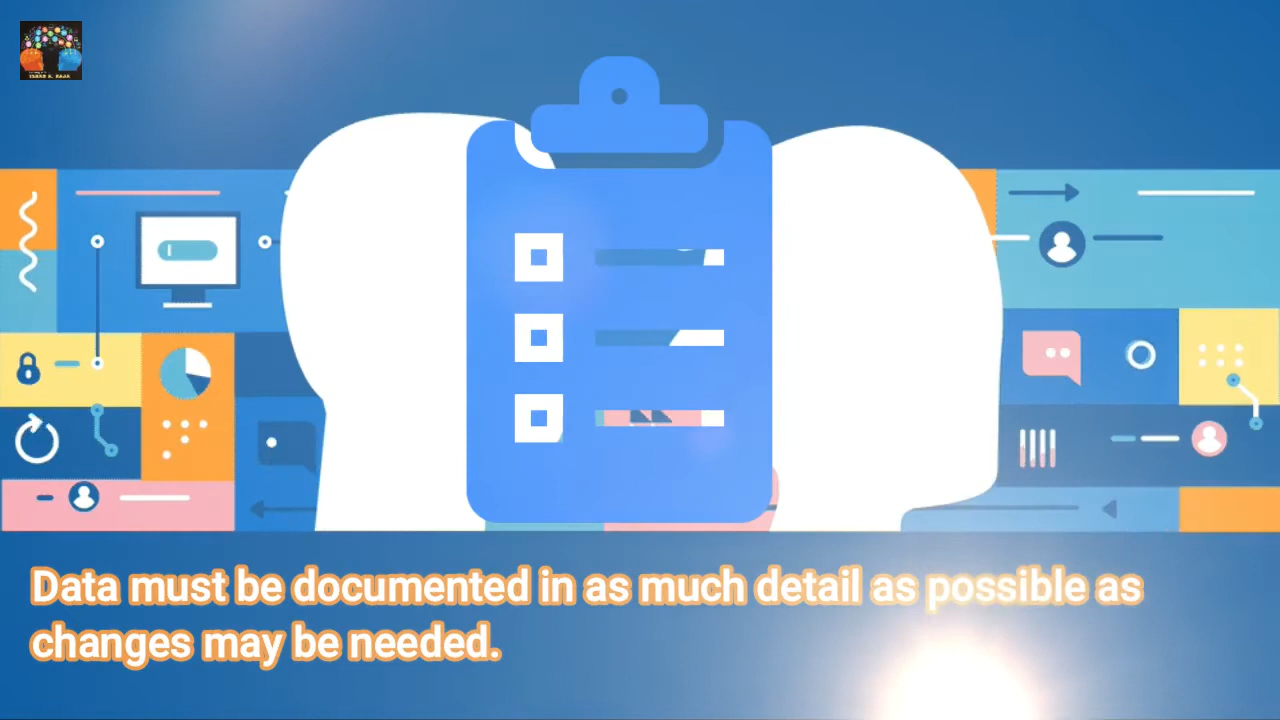 Data must be documented in as much detail as possible as
changes may be needed.